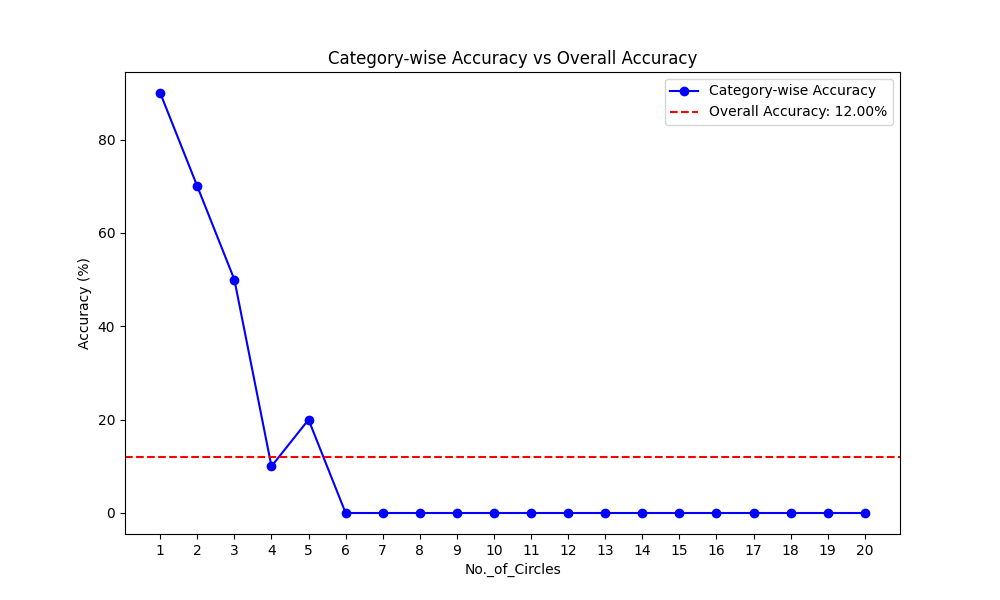 Category-wise Accuracy vs Overall Accuracy
Category-wise Accuracy
Overall Accuracy: 12.00%
Accuracy (%)
80
60
40
20
0
1 2 3 4 5 6 7 8 9 10 11 12 13 14 15 16 17 18 19 20
No._of_Circles